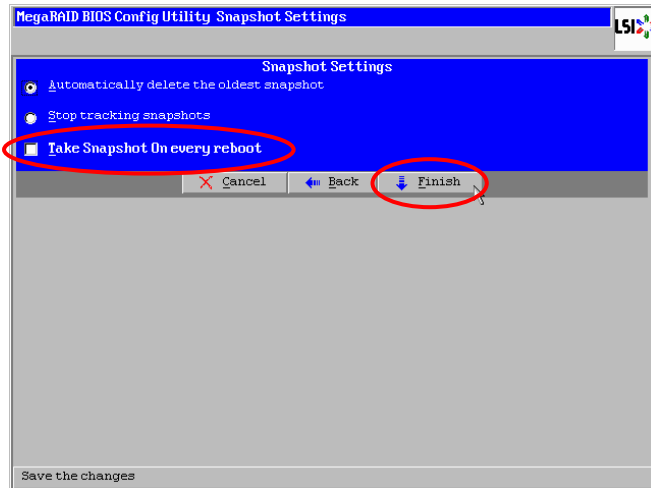 MegaRAID BIOS Config Utility Snapshot Settings
LSI
Snapshot Settings
Automatically delete the oldest snapshot
Stop tracking snapshots
Take Snapshot On every reboot
Cancel Back Finish
Save the changes